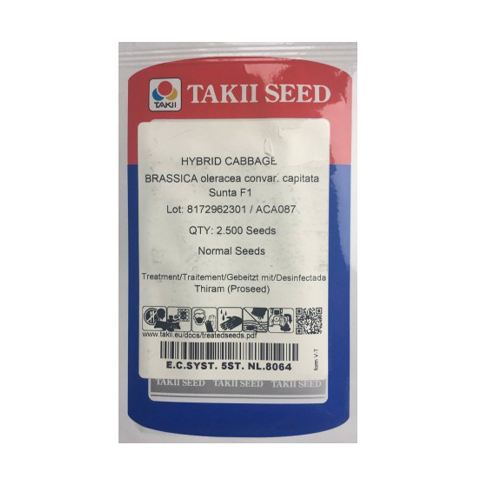 TAKII
TAKII SEED
HYBRID CABBAGE
BRASSICA oleracea convar. capitata
Sunta F1
Lot: 8172962301 / ACA087
QTY: 2.500 Seeds
Normal Seeds
Treatment/Traitement/Gebeitzt mit/Desinfectada
Thiram (Proseed)
www.takii.eu/docs/treatedseeds.pdf
E.C.SYST. 5ST. NL.8064
form V-T
TAKII SEED TAKII SEED TAKII SEED